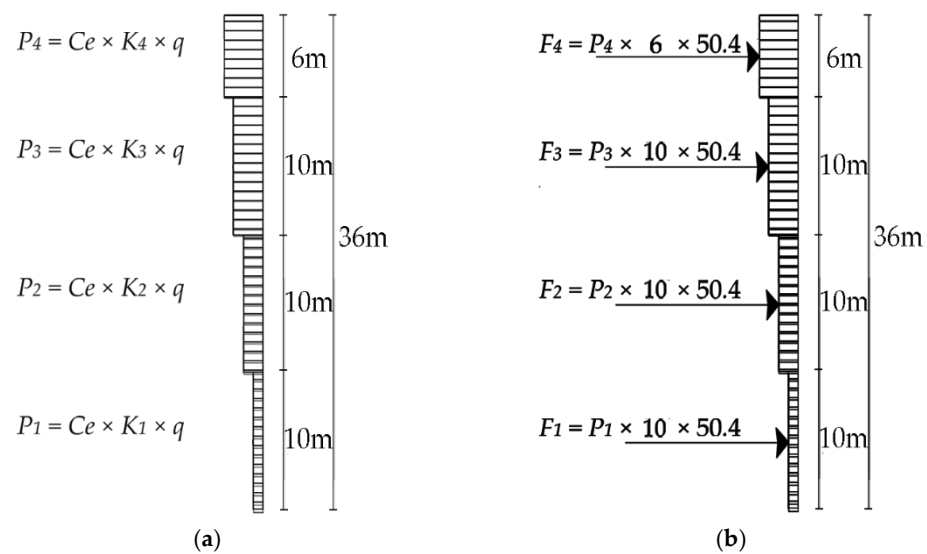 P4 = Ce × K4 × q
6m
P3 = Ce × K3 × q
10m
36m
P2 = Ce × K2 × q
10m
P1 = Ce × K1 × q
10m
(a)
F4 = P4 × 6 × 50.4
6m
F3 = P3 × 10 × 50.4
10m
36m
F2 = P2 × 10 × 50.4
10m
F1 = P1 × 10 × 50.4
10m
(b)